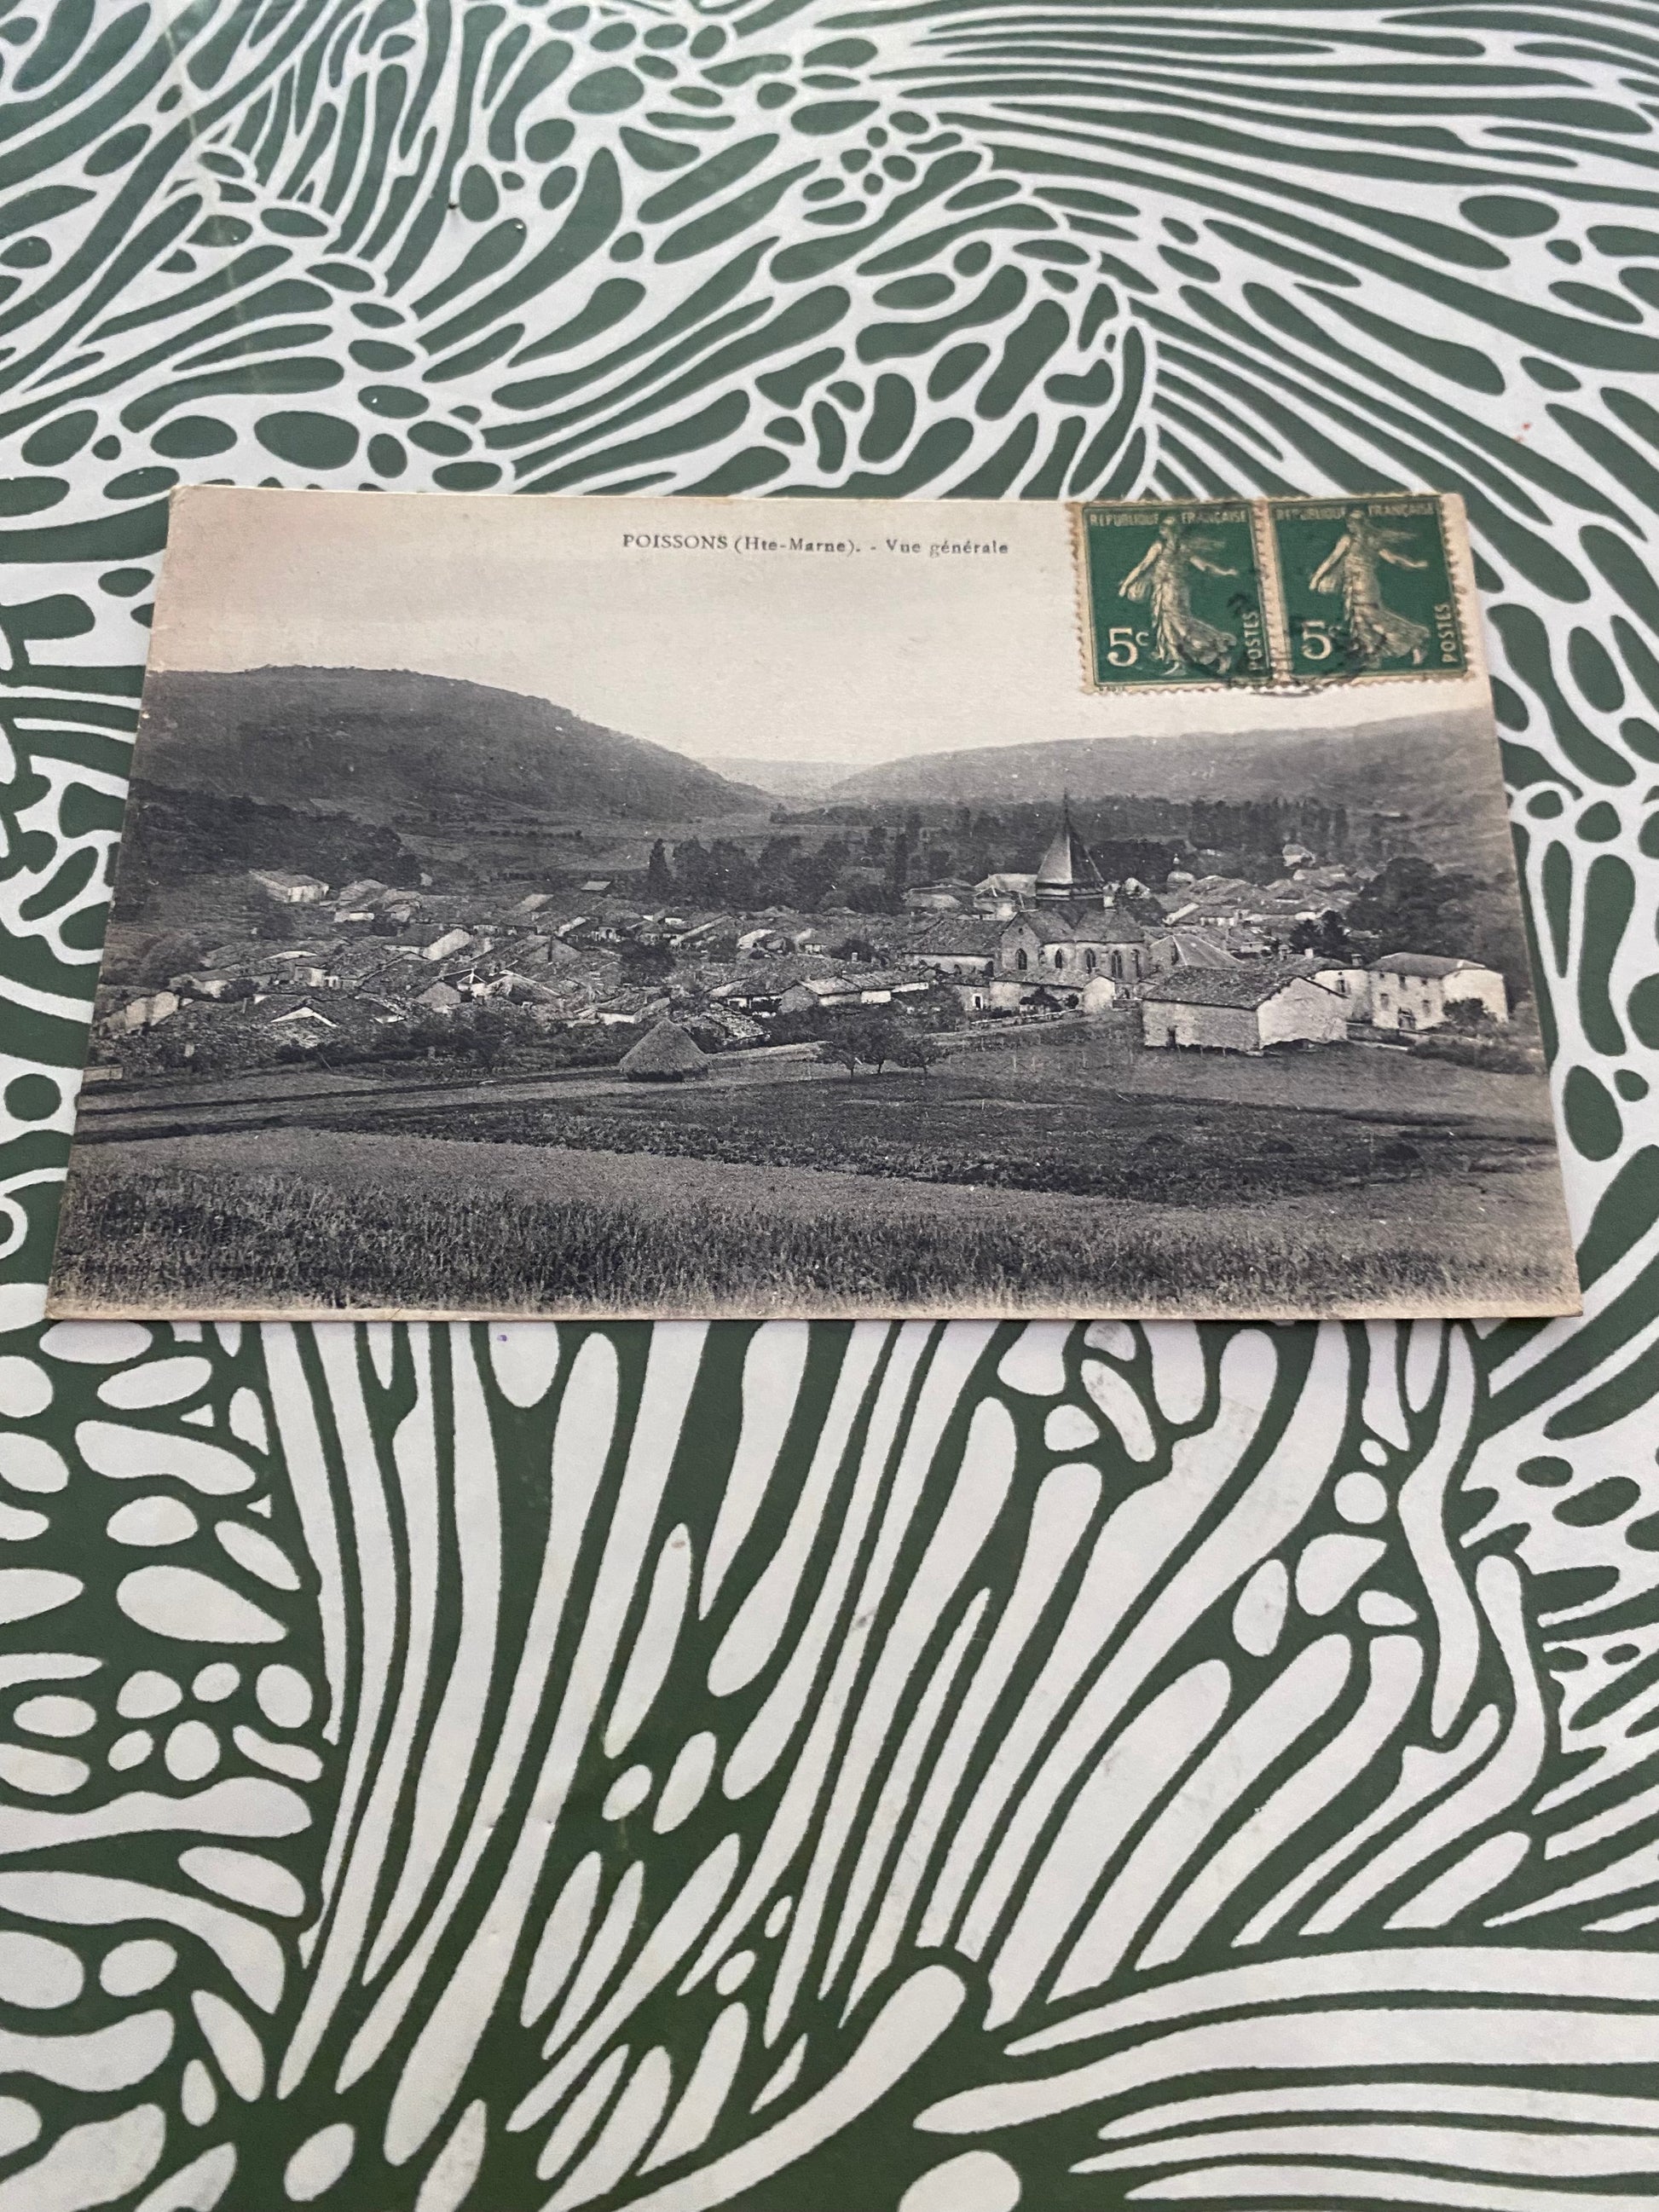 POISSONS (Hte-Marne). - Vue générale
REPUBLIQUE FRANÇAISE
5c
POSTES
REPUBLIQUE FRANÇAISE
5c
POSTES